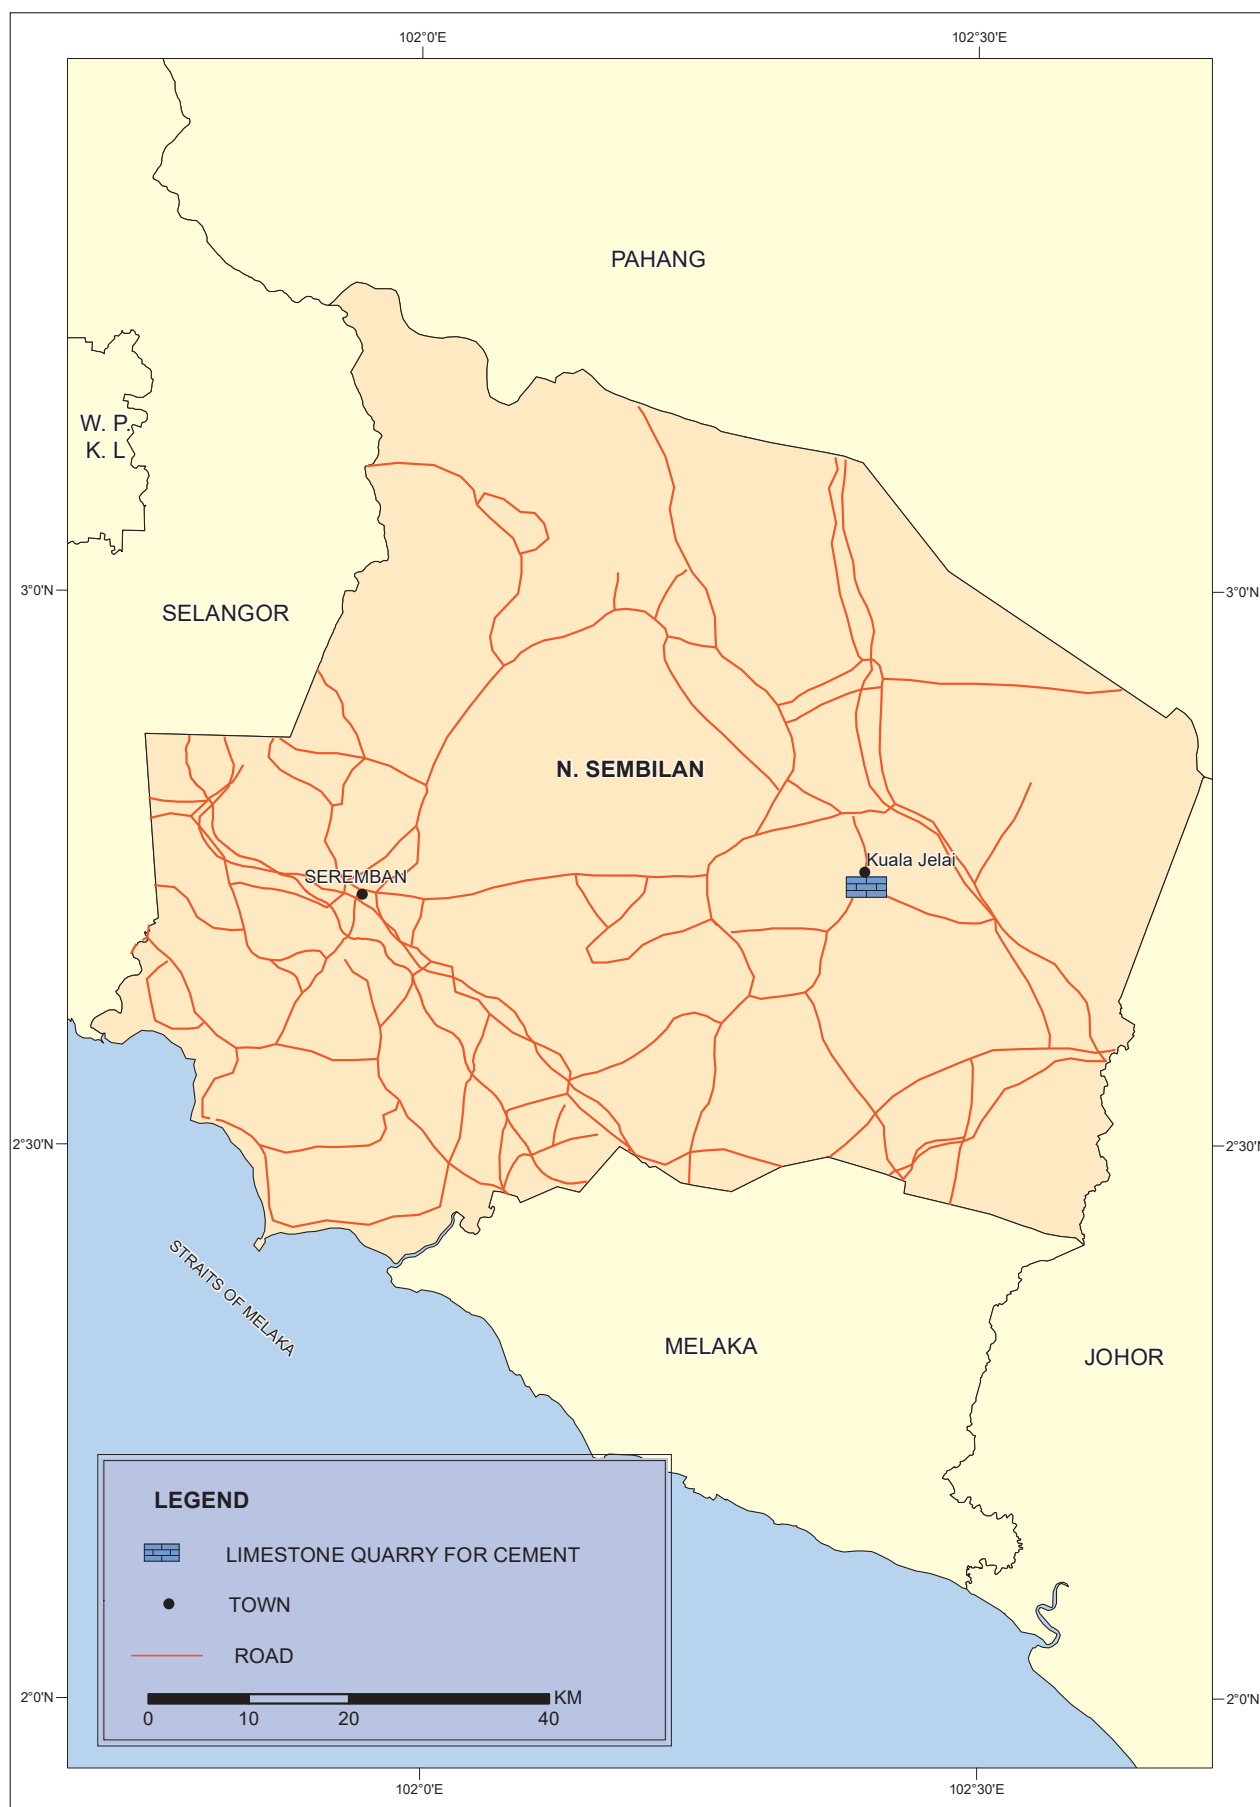 102°0'E
102°30'E
PAHANG
W. P.
K. L
3°0'N
3°0'N
SELANGOR
N. SEMBILAN
Kuala Jelai
SEREMBAN
2°30'N
2°30'N
STRAITS OF MELAKA
MELAKA
JOHOR
LEGEND
LIMESTONE QUARRY FOR CEMENT
TOWN
ROAD
KM
0 10 20 40
2°0'N
2°0'N
102°0'E
102°30'E